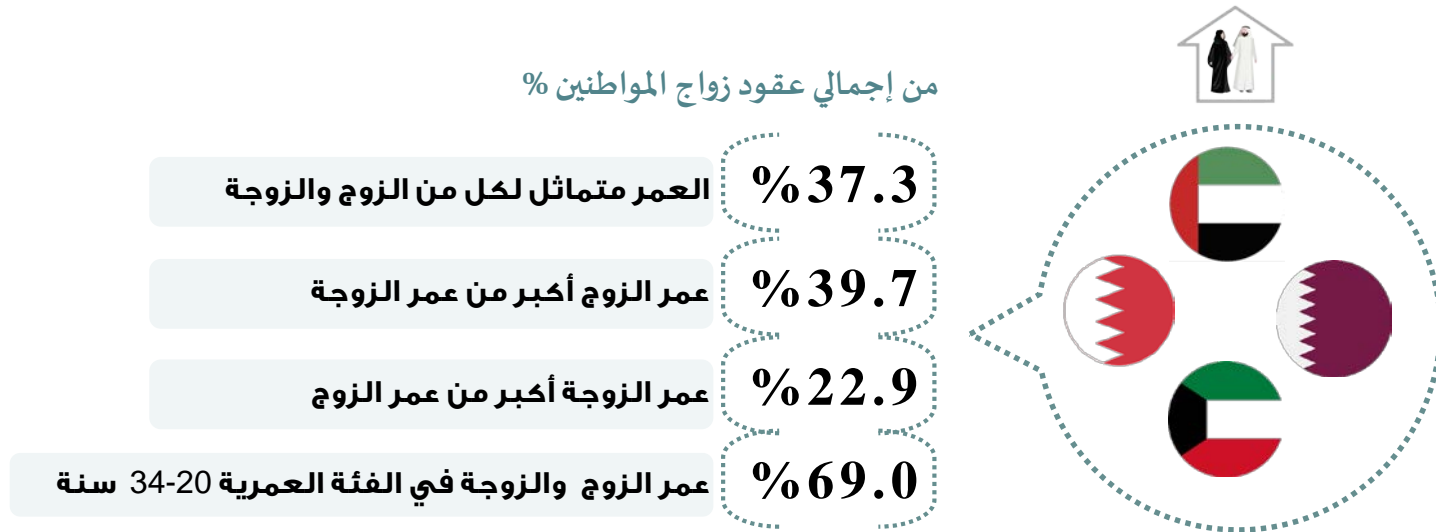 من إجمالي عقود زواج المواطنين %
%37.3 العمر متماثل لكل من الزوج والزوجة
%39.7 عمر الزوج أكبر من عمر الزوجة
%22.9 عمر الزوجة أكبر من عمر الزوج
%69.0 عمر الزوج والزوجة في الفئة العمرية 20-34 سنة